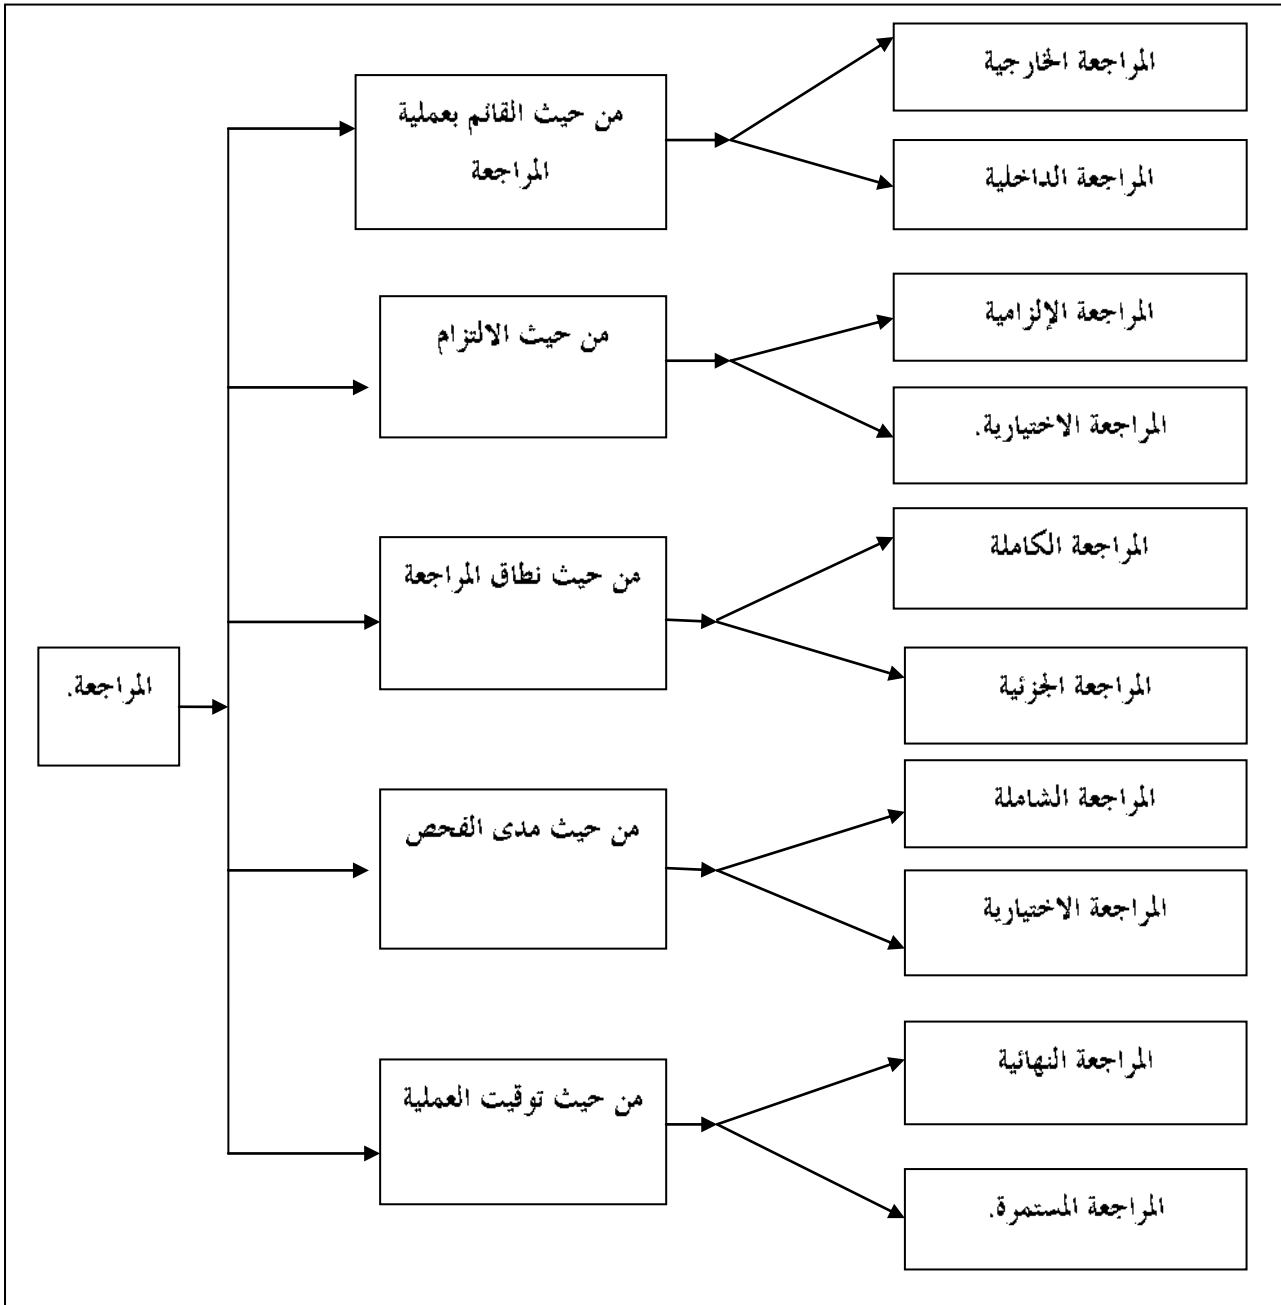 المراجعة الخارجية
من حيث القائم بعملية
المراجعة
المراجعة الداخلية
المراجعة الإلزامية
من حيث الالتزام
المراجعة الاختيارية.
المراجعة الكاملة
من حيث نطاق المراجعة
المراجعة الجزئية
المراجعة.
المراجعة الشاملة
من حيث مدى الفحص
المراجعة الاختيارية
المراجعة النهائية
من حيث توقيت العملية
المراجعة المستمرة.